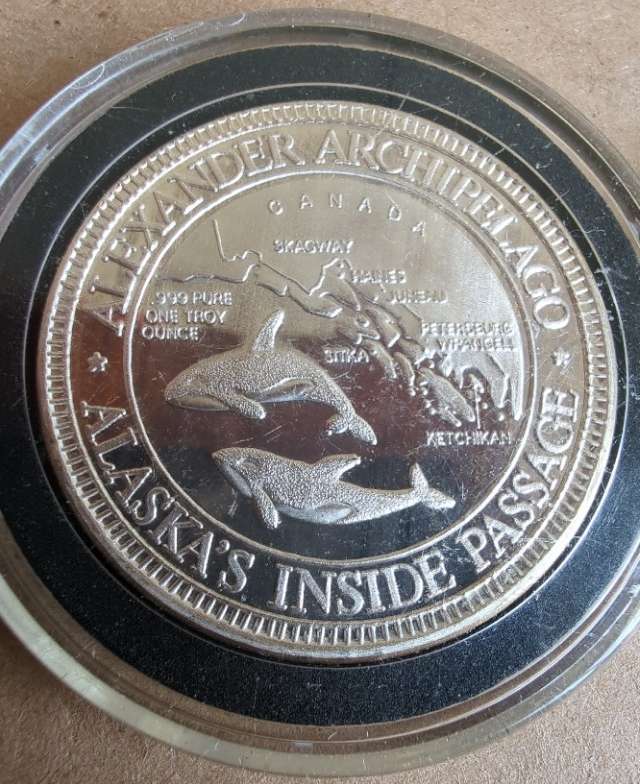 ALEXANDER ARCHIPELAGO
CANADA
SKAGWAY
HAINES
JUNEAU
.999 PURE
ONE TROY
OUNCE
PETERSBURG
WRANGELL
SITKA
KETCHIKAN
ALASKA'S INSIDE PASSAGE